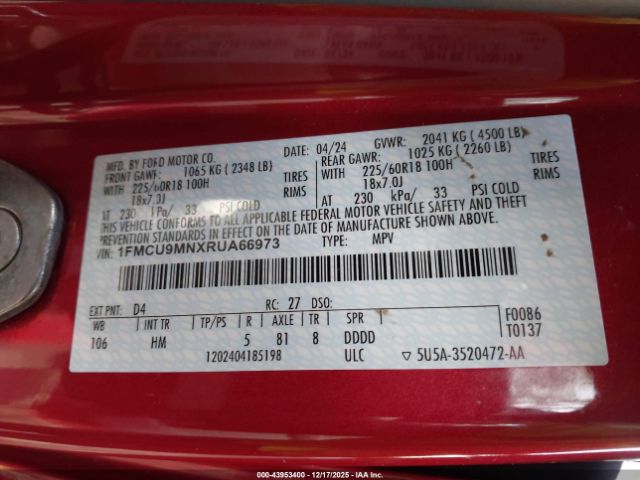 MFD. BY FORD MOTOR CO.
DATE: 04/24 GVWR: 2041 KG ( 4500 LB)
FRONT GAWR: 1065 KG ( 2348 LB)
REAR GAWR: 1025 KG ( 2260 LB)
WITH 225/60R18 100H TIRES
WITH 225/60R18 100H TIRES
18x7.0J RIMS
18x7.0J RIMS
AT 230 kPa/ 33 PSI COLD
AT 230 kPa/ 33 PSI COLD
THIS VEHICLE CONFORMS TO ALL APPLICABLE FEDERAL MOTOR VEHICLE SAFETY AND THEFT
PREVENTION STANDARDS IN EFFECT ON THE DATE OF MANUFACTURE SHOWN ABOVE.
VIN: 1FMCU9MNXRUA66973 TYPE: MPV
EXT PNT: D4 RC: 27 DSO:
WB INT TR TP/PS R AXLE TR SPR
106 HM 5 81 8 DDDD
F0086
T0137
1202404185198 ULC ▽ 5U5A-3520472-AA
000-43953400 - 12/17/2025 - IAA Inc.